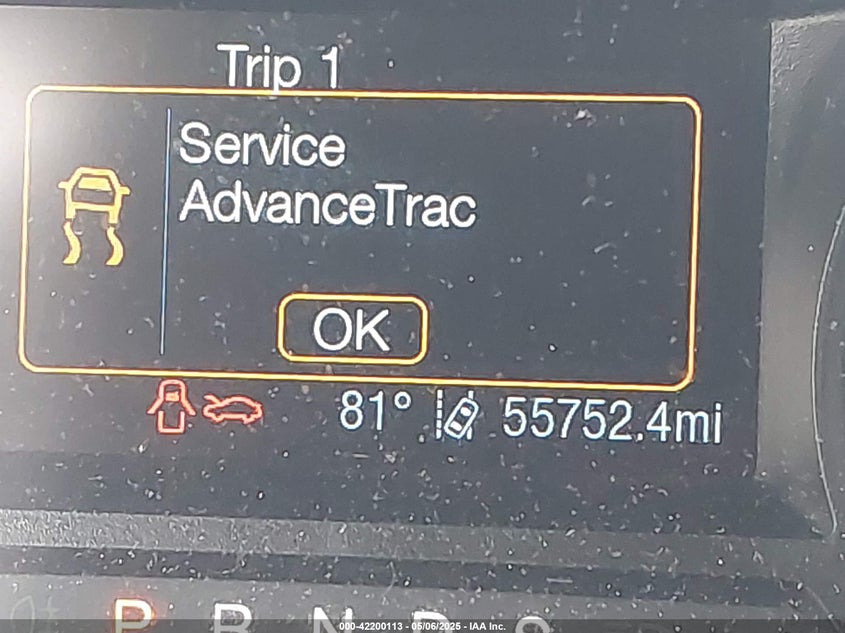 Trip 1
Service
AdvanceTrac
OK
81° 55752.4mi
P R N D S
000-42200113 - 05/06/2025 - IAA Inc.